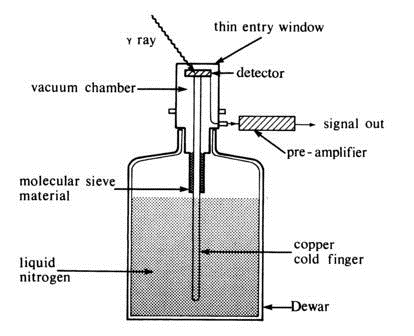 thin entry window
γ ray
detector
vacuum chamber
signal out
pre-amplifier
molecular sieve
material
copper
cold finger
liquid
nitrogen
Dewar